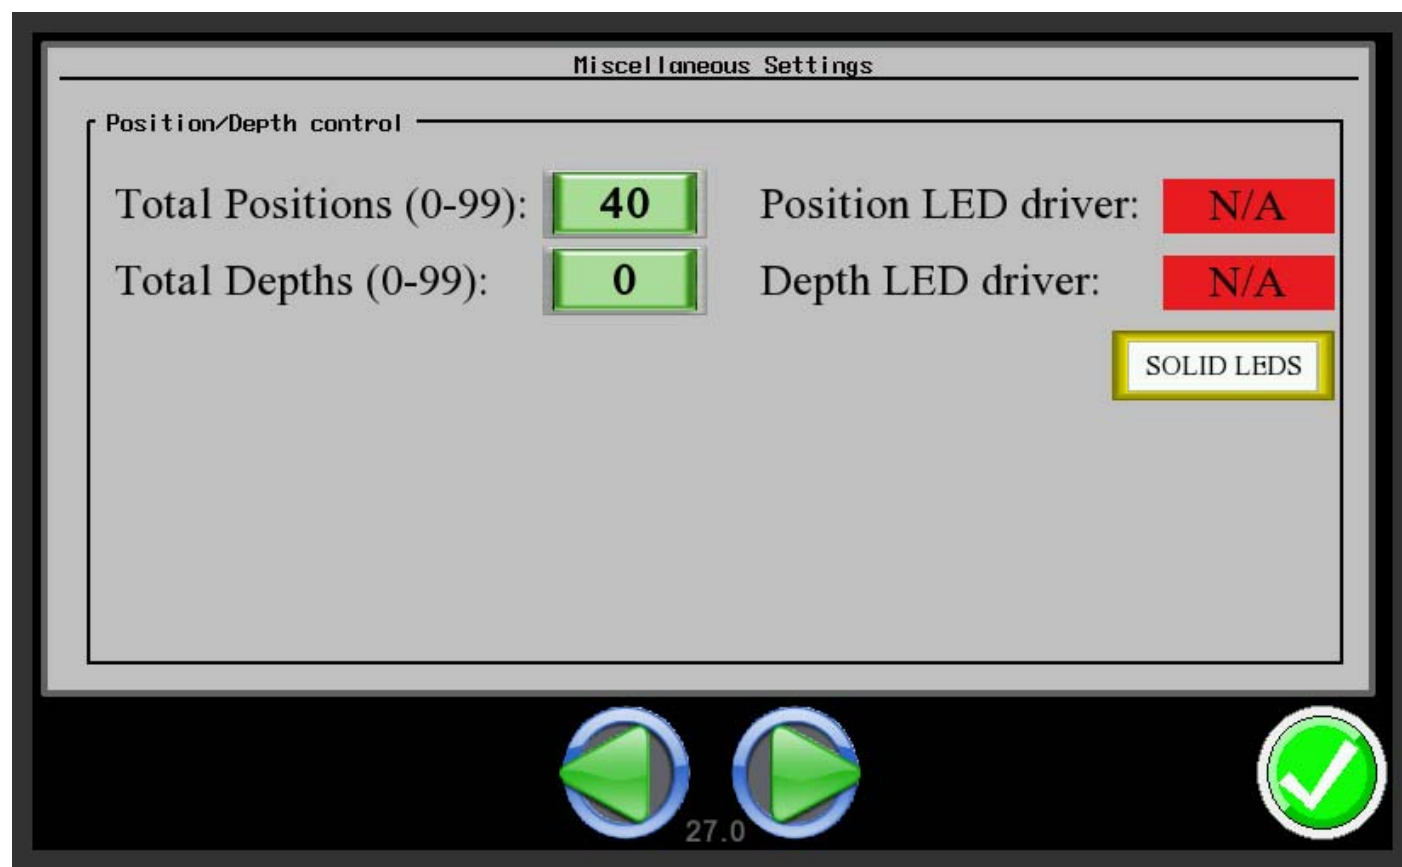 Miscellaneous Settings
Position/Depth control
Total Positions (0-99): 40 Position LED driver: N/A
Total Depths (0-99): 0 Depth LED driver: N/A
SOLID LEDS
27.0